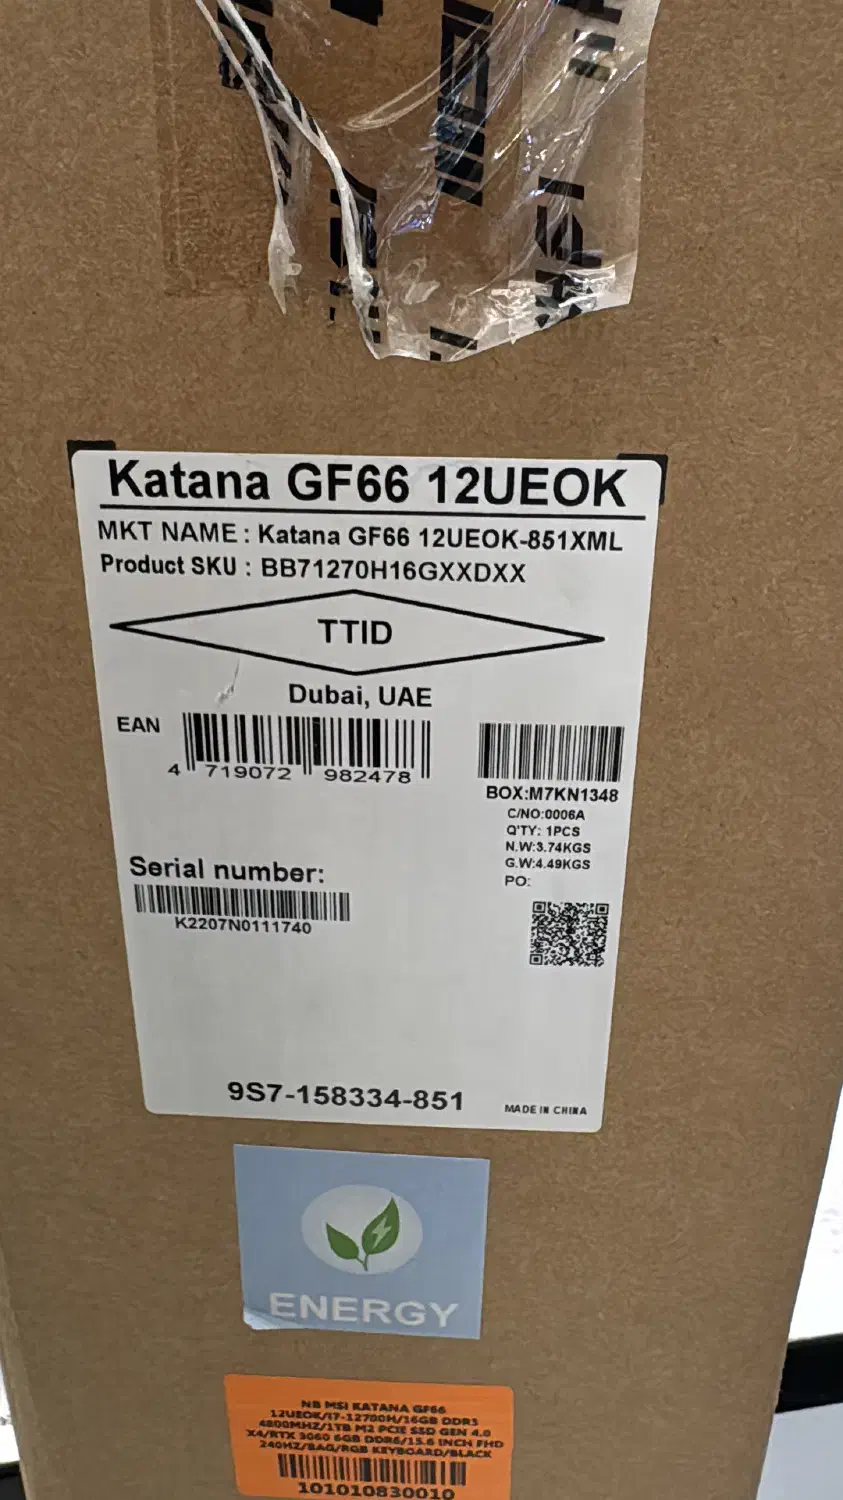 Katana GF66 12UEOK
MKT NAME : Katana GF66 12UEOK-851XML
Product SKU : BB71270H16GXXDXX
TTID
Dubai, UAE
EAN
4 719072 982478
BOX:M7KN1348
C/NO:0006A
Q'TY: 1PCS
N.W:3.74KGS
G.W:4.49KGS
PO:
Serial number:
K2207N0111740
9S7-158334-851
MADE IN CHINA
ENERGY
NB MSI KATANA GF66
12UEOK/I7-12700H/16GB DDR5
4800MHZ/1TB M2 PCIE SSD GEN 4.0
X4/RTX 3060 6GB DDR6/15.6 INCH FHD
240HZ/BAG/RGB KEYBOARD/BLACK
101010830010